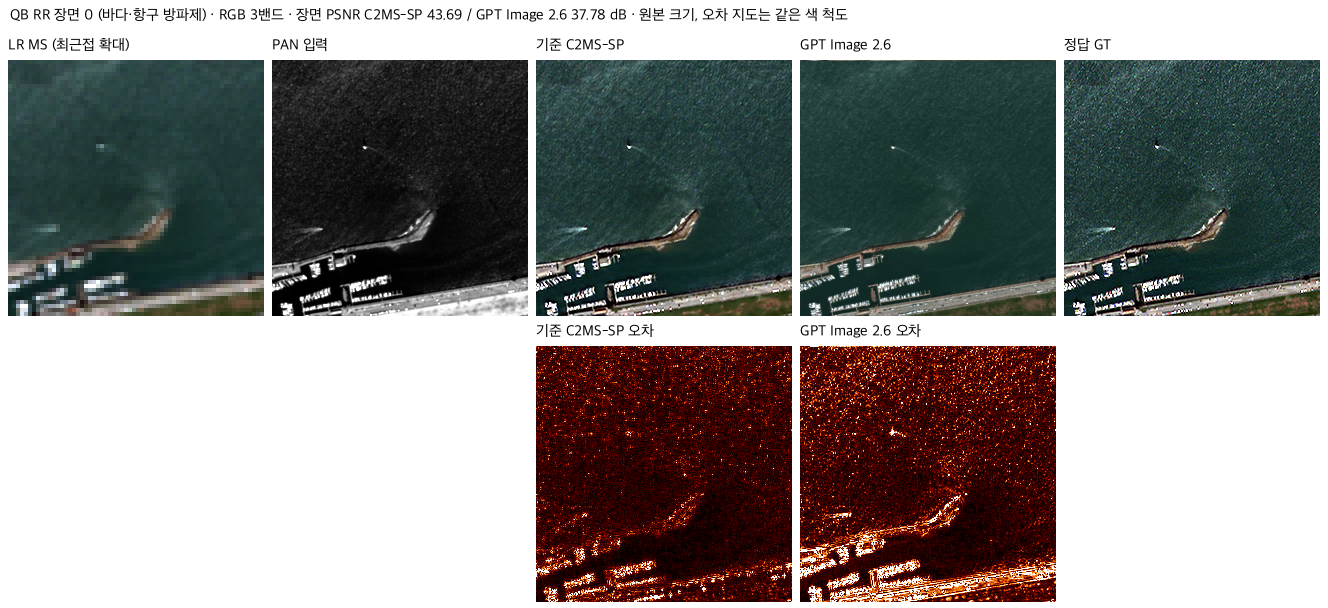 QB RR 장면 0 (바다·항구 방파제) · RGB 3밴드 · 장면 PSNR C2MS-SP 43.69 / GPT Image 2.6 37.78 dB · 원본 크기, 오차 지도는 같은 색 척도
LR MS (최근접 확대)
PAN 입력
기준 C2MS-SP
GPT Image 2.6
정답 GT
기준 C2MS-SP 오차
GPT Image 2.6 오차